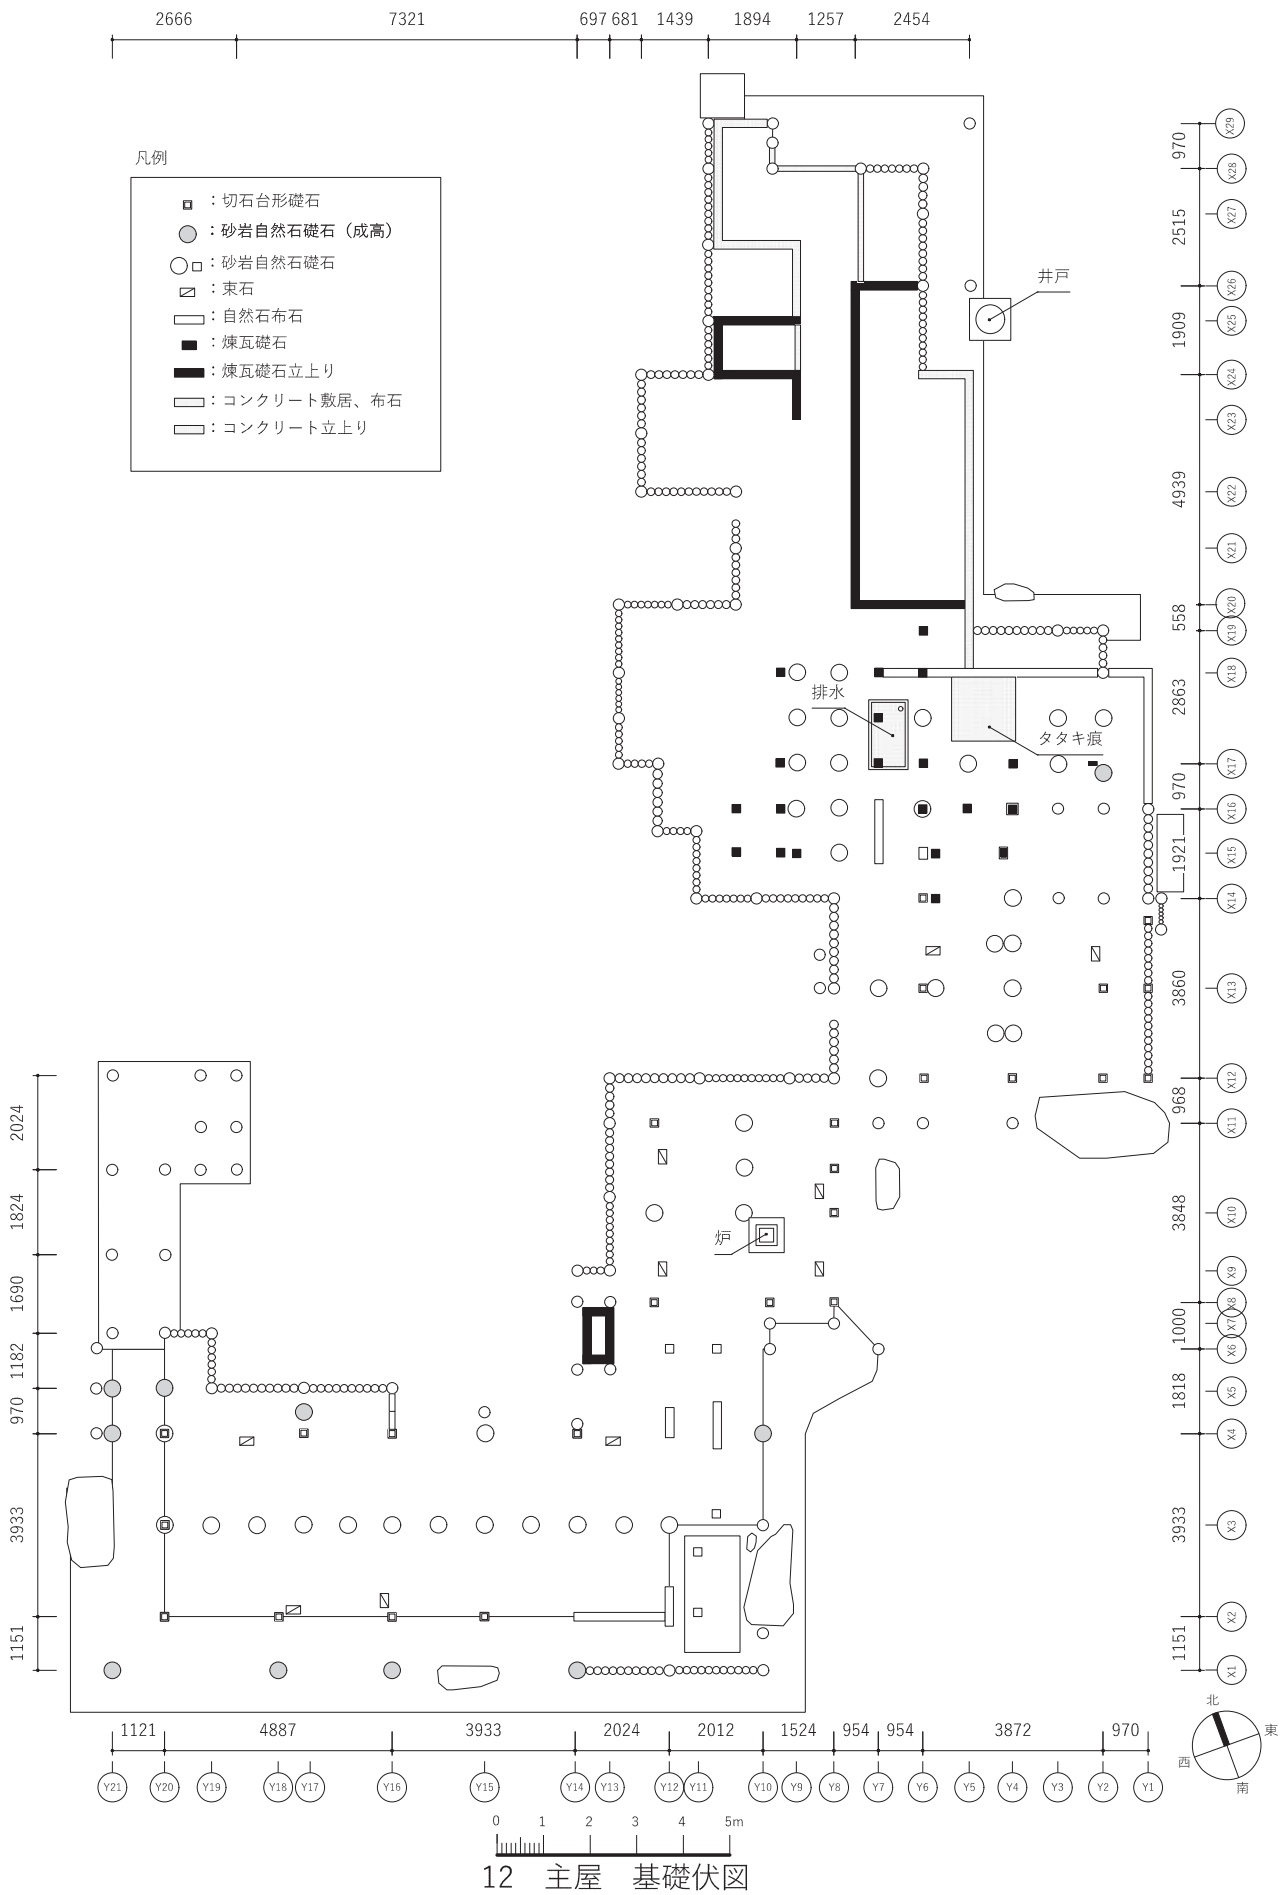 2666 7321 697 681 1439 1894 1257 2454
凡例
：切石台形礎石
：砂岩自然石礎石（成高）
：砂岩自然石礎石
：束石
：自然石布石
：煉瓦礎石
：煉瓦礎石立上り
：コンクリート敷居、布石
：コンクリート立上り
井戸
排水
タタキ痕
炉
970
2515
1909
4939
558
2863
970
1921
3860
968
3848
1000
1818
3933
1151
X29
X28
X27
X26
X25
X24
X23
X22
X21
X20
X19
X18
X17
X16
X15
X14
X13
X12
X11
X10
X9
X8
X7
X6
X5
X4
X3
X2
X1
2024
1824
1690
1182
970
3933
1151
1121 4887 3933 2024 2012 1524 954 954 3872 970
Y21 Y20 Y19 Y18 Y17 Y16 Y15 Y14 Y13 Y12 Y11 Y10 Y9 Y8 Y7 Y6 Y5 Y4 Y3 Y2 Y1
北
東
西
南
0 1 2 3 4 5m
12　主屋　基礎伏図